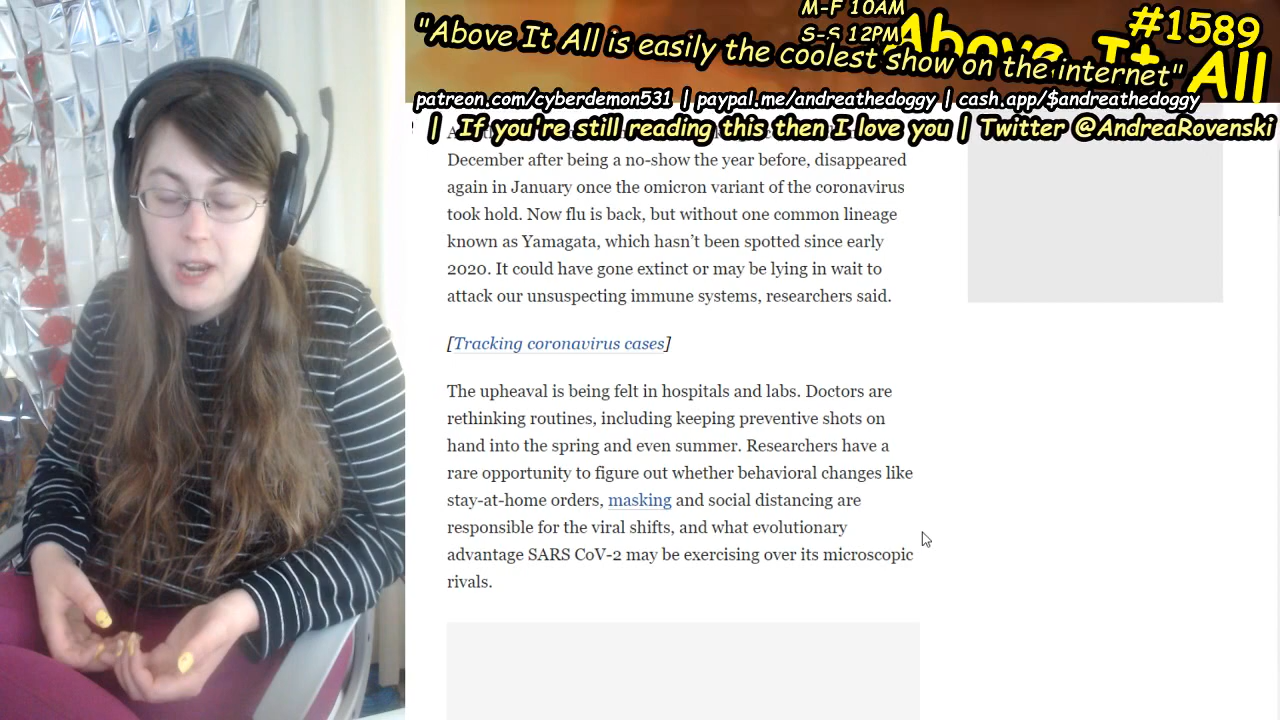 M-F 10AM
S-S 12PM
Above It All
#1589
"Above It All is easily the coolest show on the internet"
patreon.com/cyberdemon531 | paypal.me/andreathedoggy | cash.app/$andreathedoggy
| If you're still reading this then I love you | Twitter @AndreaRovenski
December after being a no-show the year before, disappeared
again in January once the omicron variant of the coronavirus
took hold. Now flu is back, but without one common lineage
known as Yamagata, which hasn’t been spotted since early
2020. It could have gone extinct or may be lying in wait to
attack our unsuspecting immune systems, researchers said.
[Tracking coronavirus cases]
The upheaval is being felt in hospitals and labs. Doctors are
rethinking routines, including keeping preventive shots on
hand into the spring and even summer. Researchers have a
rare opportunity to figure out whether behavioral changes like
stay-at-home orders, masking and social distancing are
responsible for the viral shifts, and what evolutionary
advantage SARS CoV-2 may be exercising over its microscopic
rivals.